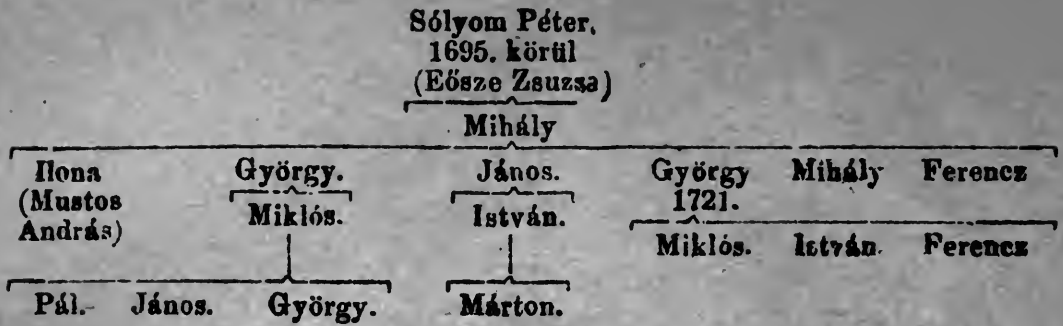 Sólyom Péter.
1695. körül
(Eősze Zsuzsa)
Mihály
Ilona György. János. György Mihály Ferencz
(Mustos Miklós. István. 1721.
András) Miklós. István. Ferencz
Pál. János. György. Márton.